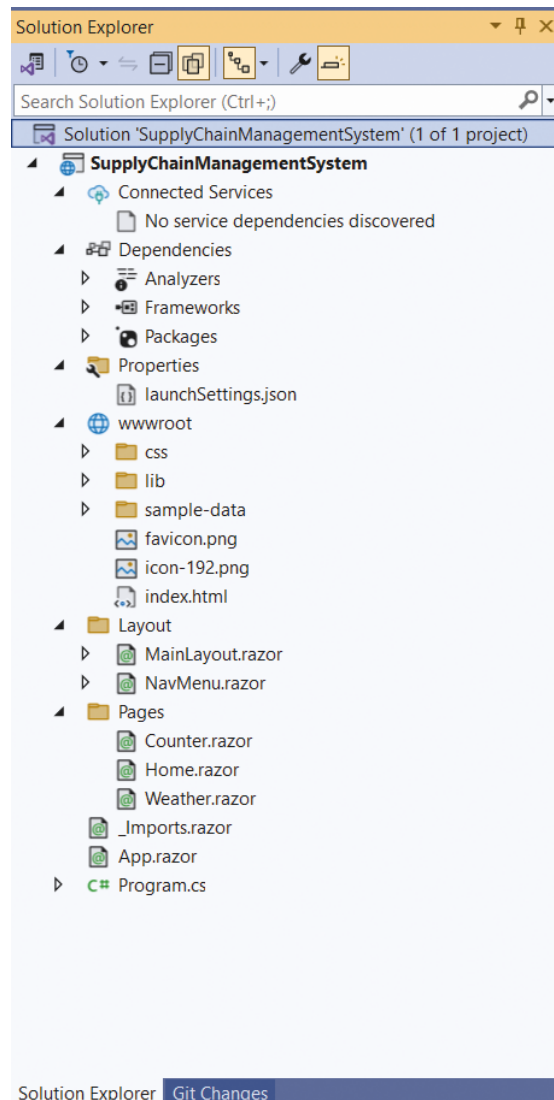 Solution Explorer
Search Solution Explorer (Ctrl+;)
Solution 'SupplyChainManagementSystem' (1 of 1 project)
SupplyChainManagementSystem
Connected Services
No service dependencies discovered
Dependencies
Analyzers
Frameworks
Packages
Properties
launchSettings.json
wwwroot
css
lib
sample-data
favicon.png
icon-192.png
index.html
Layout
MainLayout.razor
NavMenu.razor
Pages
Counter.razor
Home.razor
Weather.razor
_Imports.razor
App.razor
C# Program.cs
Solution Explorer Git Changes